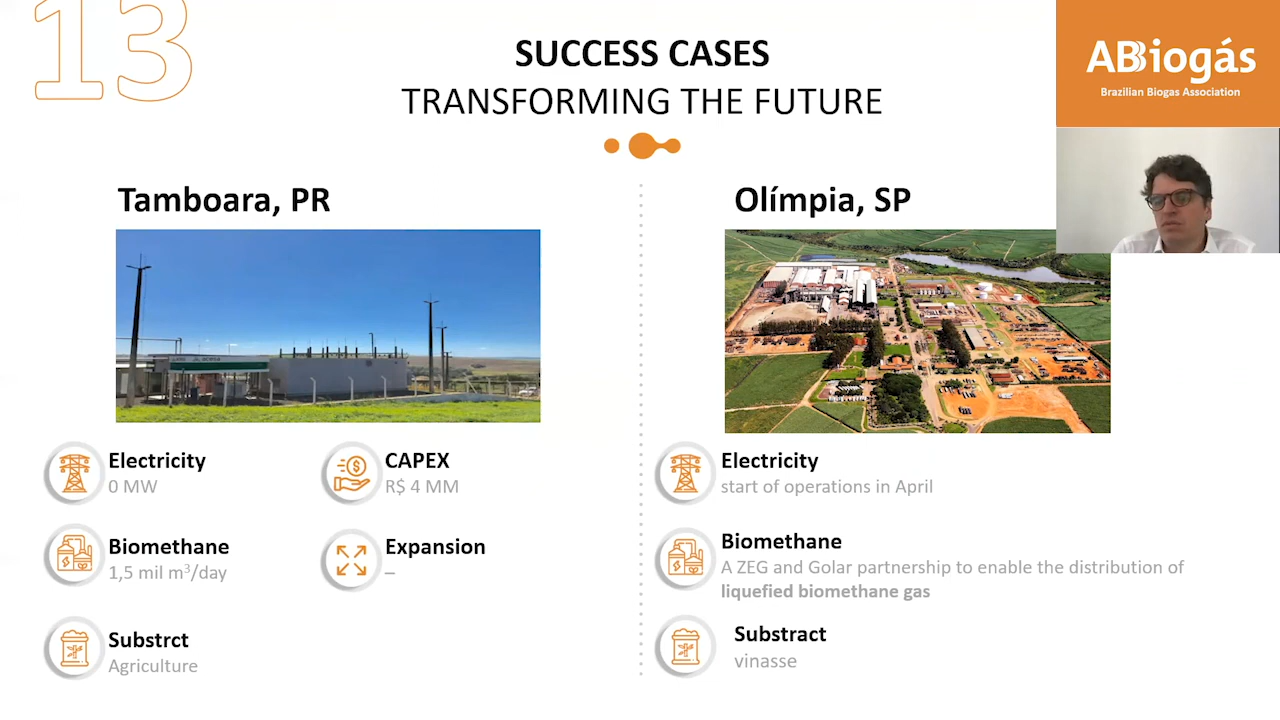 13
SUCCESS CASES
TRANSFORMING THE FUTURE
ABiogás
Brazilian Biogas Association
Tamboara, PR
Electricity
0 MW
CAPEX
R$ 4 MM
Biomethane
1,5 mil m³/day
Expansion
–
Substrct
Agriculture
Olímpia, SP
Electricity
start of operations in April
Biomethane
A ZEG and Golar partnership to enable the distribution of
liquefied biomethane gas
Substract
vinasse